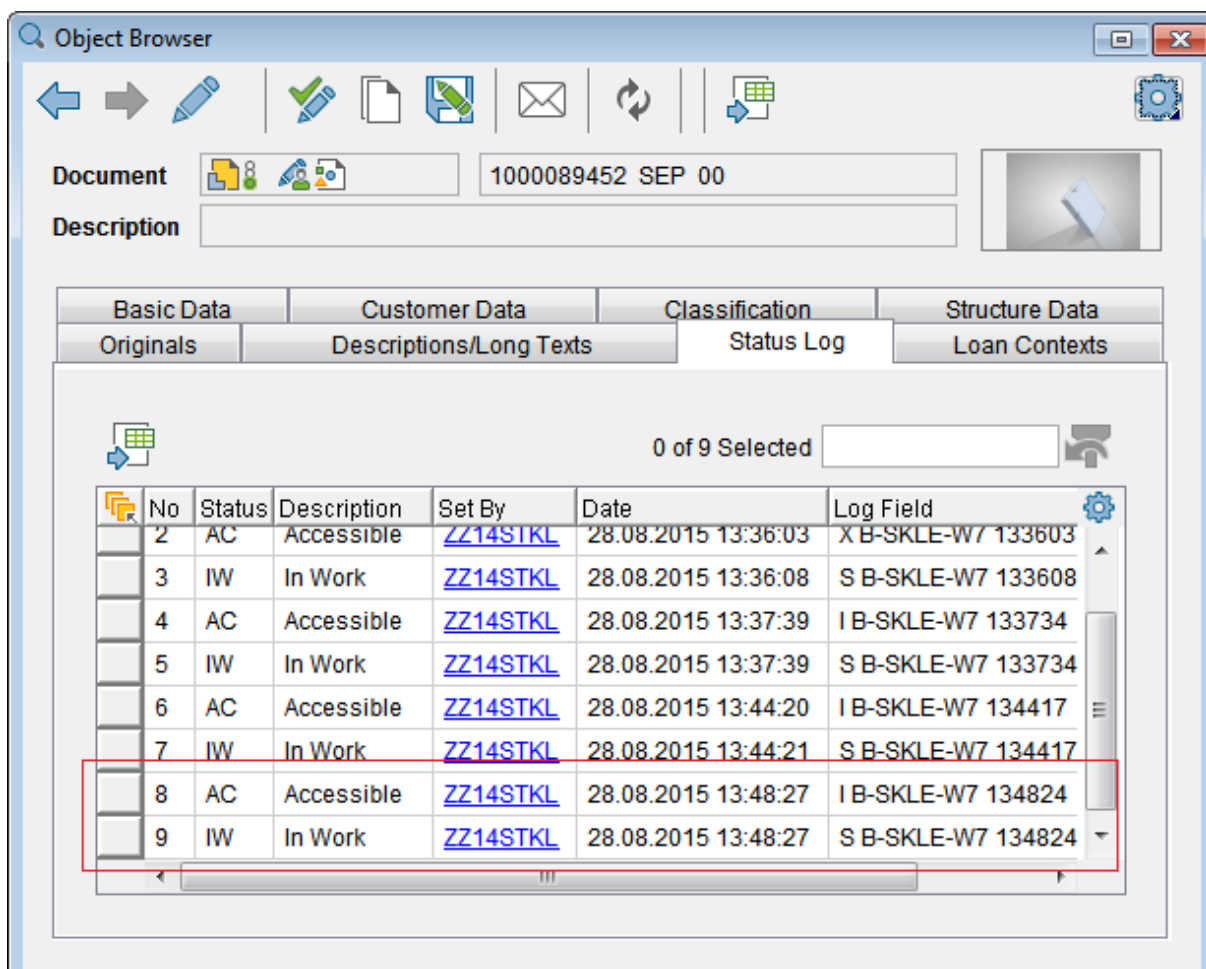 Object Browser
Document 1000089452 SEP 00
Description
Basic Data Customer Data Classification Structure Data
Originals Descriptions/Long Texts Status Log Loan Contexts
0 of 9 Selected
No Status Description Set By Date Log Field
2 AC Accessible ZZ14STKL 28.08.2015 13:36:03 X B-SKLE-W7 133603
3 IW In Work ZZ14STKL 28.08.2015 13:36:08 S B-SKLE-W7 133608
4 AC Accessible ZZ14STKL 28.08.2015 13:37:39 I B-SKLE-W7 133734
5 IW In Work ZZ14STKL 28.08.2015 13:37:39 S B-SKLE-W7 133734
6 AC Accessible ZZ14STKL 28.08.2015 13:44:20 I B-SKLE-W7 134417
7 IW In Work ZZ14STKL 28.08.2015 13:44:21 S B-SKLE-W7 134417
8 AC Accessible ZZ14STKL 28.08.2015 13:48:27 I B-SKLE-W7 134824
9 IW In Work ZZ14STKL 28.08.2015 13:48:27 S B-SKLE-W7 134824